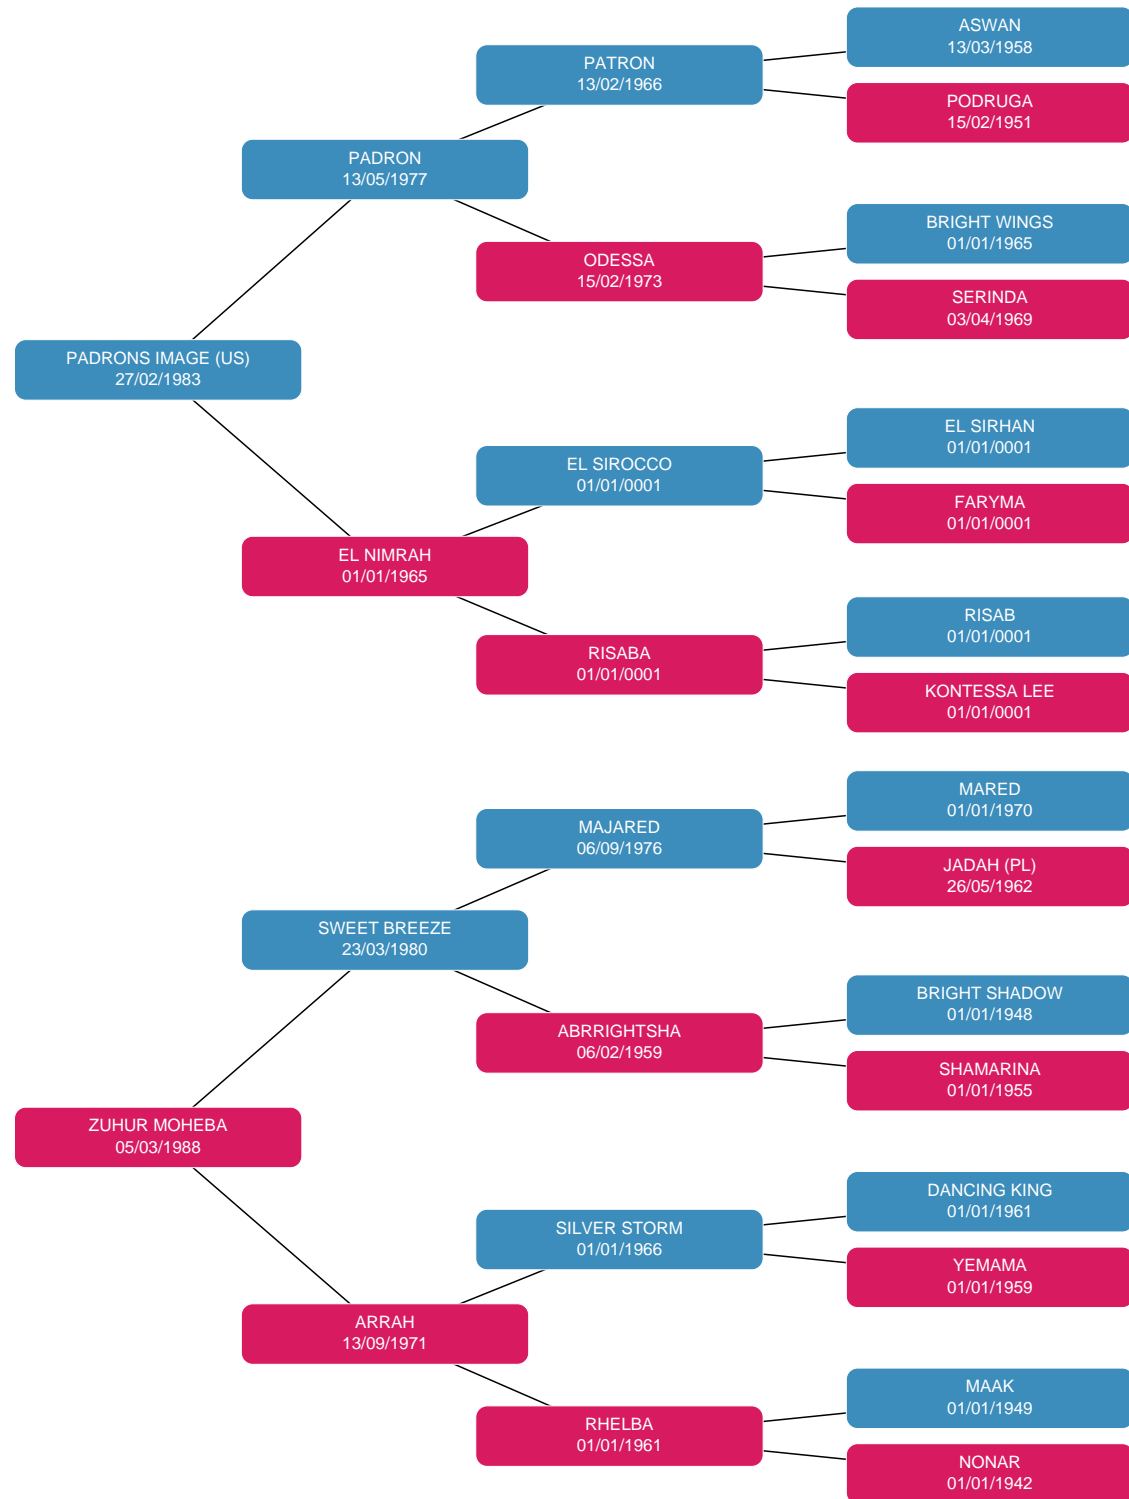 ASWAN
13/03/1958
PATRON
13/02/1966
PODRUGA
15/02/1951
PADRON
13/05/1977
BRIGHT WINGS
01/01/1965
ODESSA
15/02/1973
SERINDA
03/04/1969
PADRONS IMAGE (US)
27/02/1983
EL SIRHAN
01/01/0001
EL SIROCCO
01/01/0001
FARYMA
01/01/0001
EL NIMRAH
01/01/1965
RISAB
01/01/0001
RISABA
01/01/0001
KONTESSA LEE
01/01/0001
MARED
01/01/1970
MAJARED
06/09/1976
JADAH (PL)
26/05/1962
SWEET BREEZE
23/03/1980
BRIGHT SHADOW
01/01/1948
ABRRIGHTSHA
06/02/1959
SHAMARINA
01/01/1955
ZUHUR MOHEBA
05/03/1988
DANCING KING
01/01/1961
SILVER STORM
01/01/1966
YEMAMA
01/01/1959
ARRAH
13/09/1971
MAAK
01/01/1949
RHELBA
01/01/1961
NONAR
01/01/1942